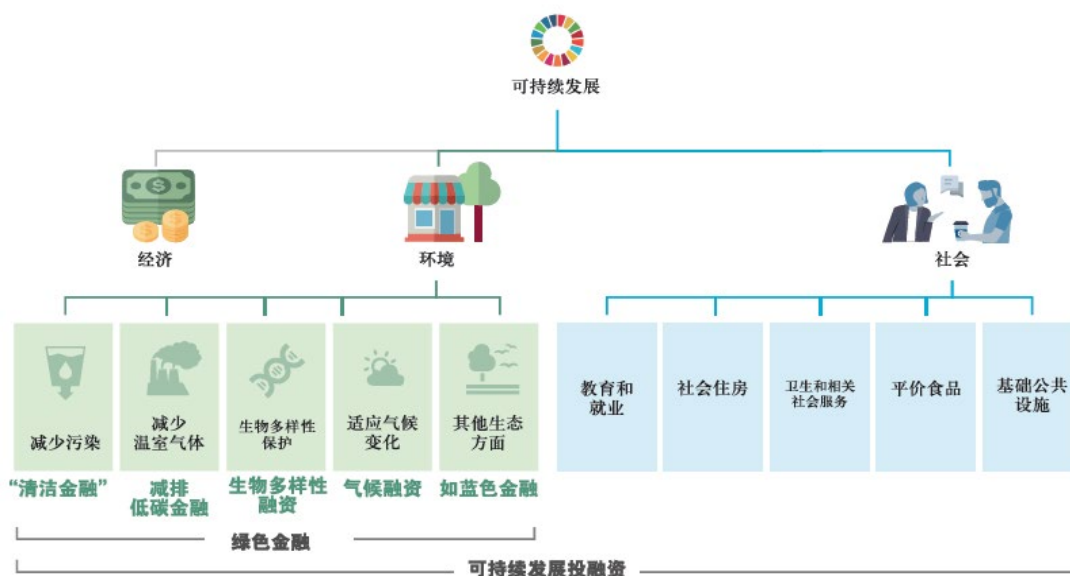 可持续发展
经济
环境
社会
减少污染
减少
温室气体
生物多样性
保护
适应气候
变化
其他生态
方面
教育和
就业
社会住房
卫生和相关
社会服务
平价食品
基础公共
设施
“清洁金融”
减排
低碳金融
生物多样性
融资
气候融资
如蓝色金融
绿色金融
可持续发展投融资